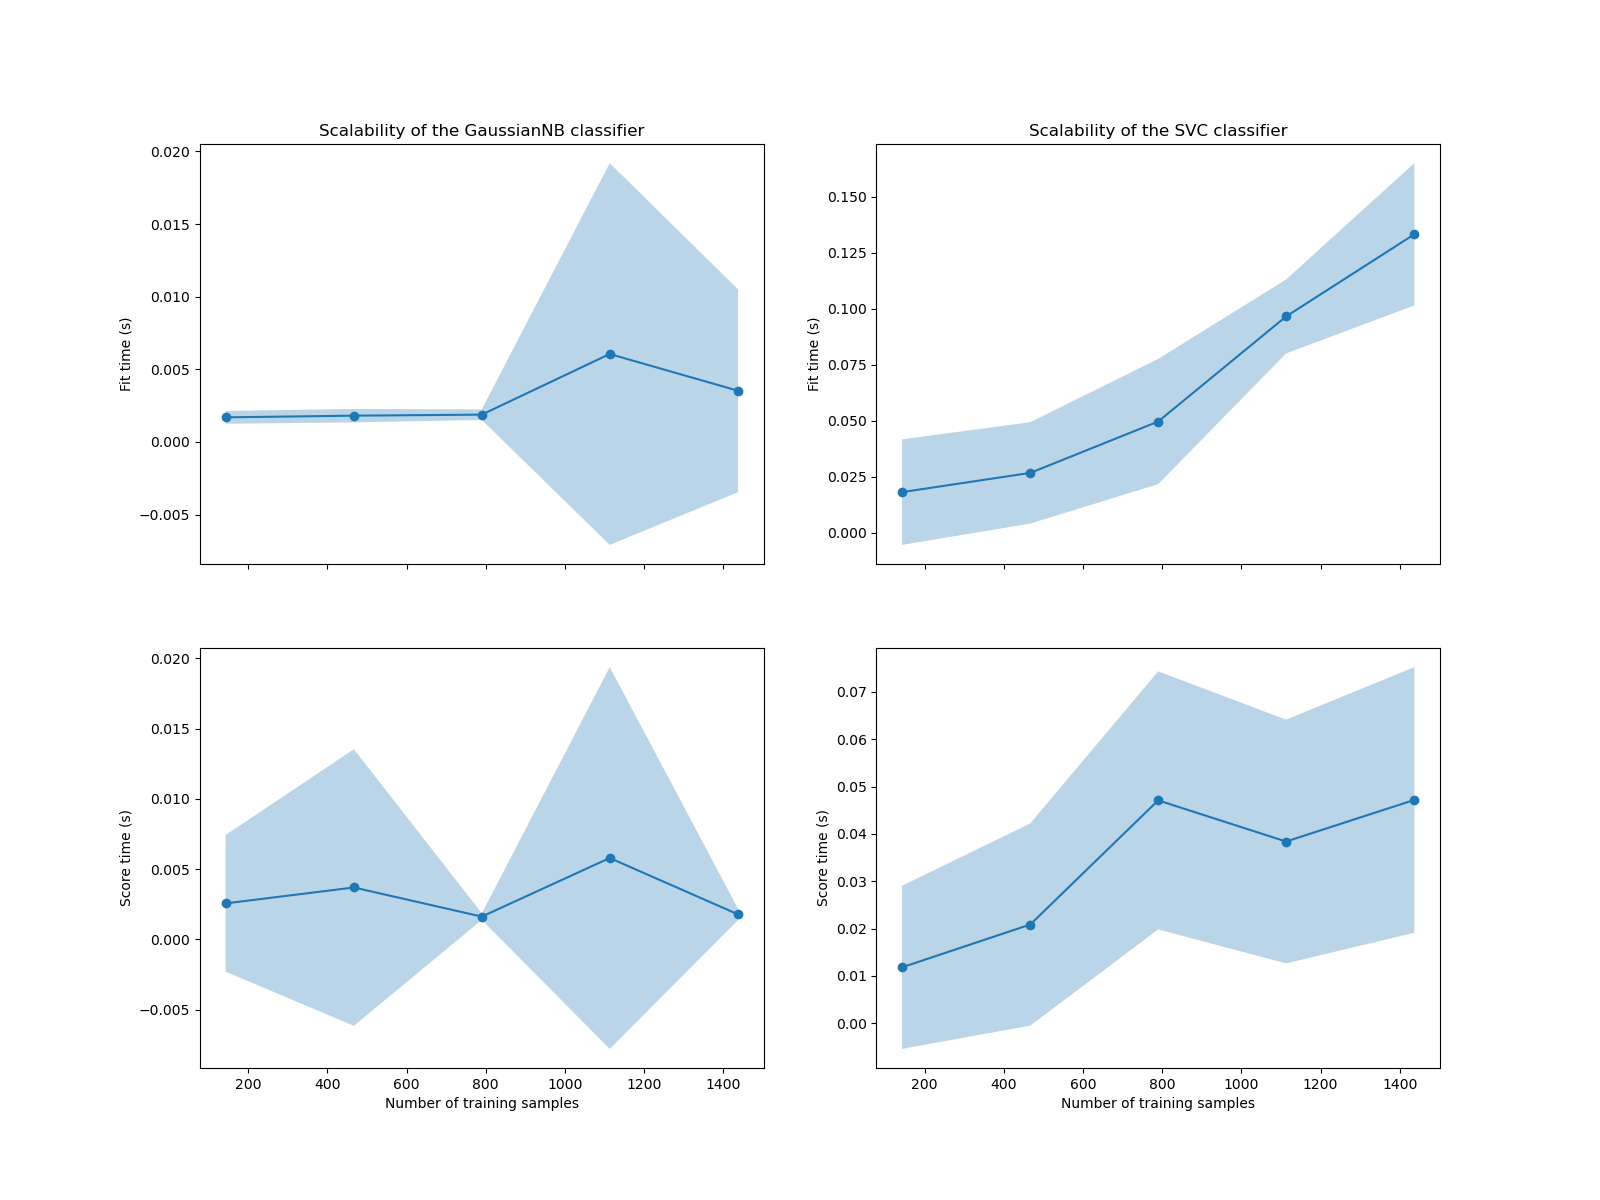 Scalability of the GaussianNB classifier
0.020
0.015
0.010
0.005
0.000
−0.005
Fit time (s)
Scalability of the SVC classifier
0.150
0.125
0.100
0.075
0.050
0.025
0.000
Fit time (s)
0.020
0.015
0.010
0.005
0.000
−0.005
Score time (s)
200 400 600 800 1000 1200 1400
Number of training samples
0.07
0.06
0.05
0.04
0.03
0.02
0.01
0.00
Score time (s)
200 400 600 800 1000 1200 1400
Number of training samples